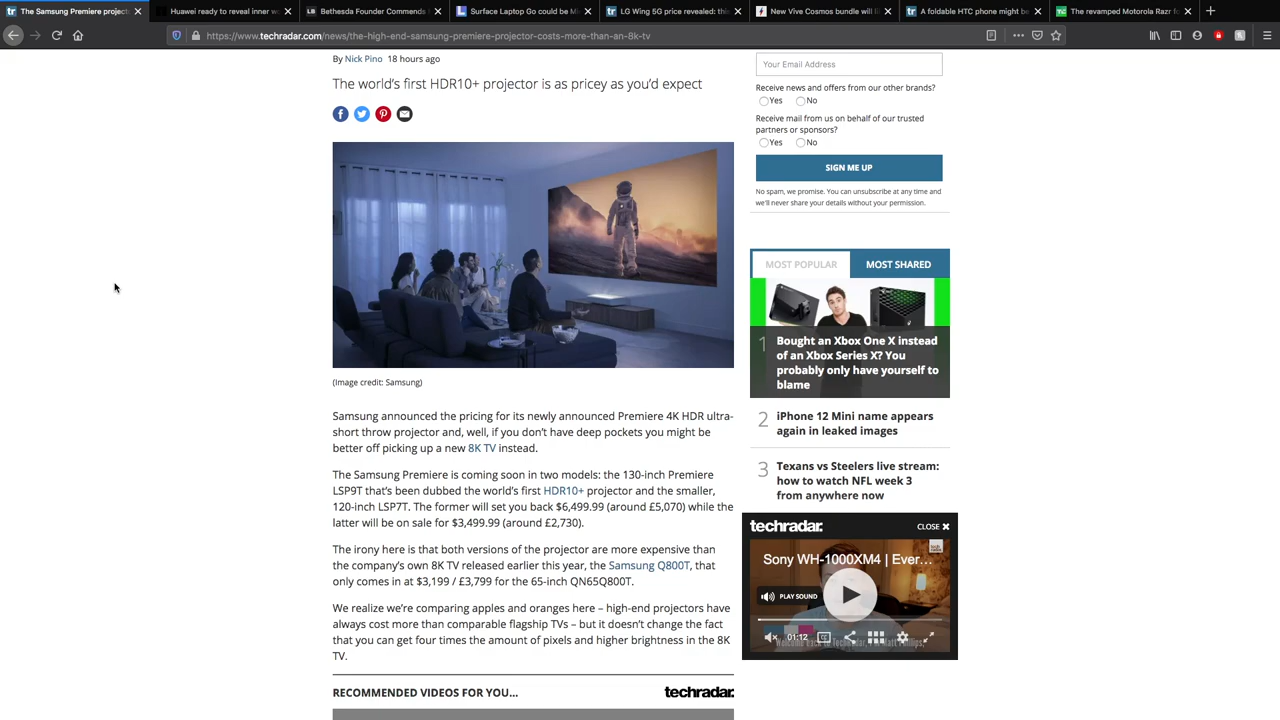 The Samsung Premiere project
Huawei ready to reveal inner w
Bethesda Founder Commends
Surface Laptop Go could be Mi
LG Wing 5G price revealed: thi
New Vive Cosmos bundle will
A foldable HTC phone might be
The revamped Motorola Razr fo
https://www.techradar.com/news/the-high-end-samsung-premiere-projector-costs-more-than-an-8k-tv
By Nick Pino 18 hours ago
The world's first HDR10+ projector is as pricey as you'd expect
(Image credit: Samsung)
Samsung announced the pricing for its newly announced Premiere 4K HDR ultra-
short throw projector and, well, if you don't have deep pockets you might be
better off picking up a new 8K TV instead.
The Samsung Premiere is coming soon in two models: the 130-inch Premiere
LSP9T that's been dubbed the world's first HDR10+ projector and the smaller,
120-inch LSP7T. The former will set you back $6,499.99 (around £5,070) while the
latter will be on sale for $3,499.99 (around £2,730).
The irony here is that both versions of the projector are more expensive than
the company's own 8K TV released earlier this year, the Samsung Q800T, that
only comes in at $3,199 / £3,799 for the 65-inch QN65Q800T.
We realize we're comparing apples and oranges here – high-end projectors have
always cost more than comparable flagship TVs – but it doesn't change the fact
that you can get four times the amount of pixels and higher brightness in the 8K
TV.
RECOMMENDED VIDEOS FOR YOU...
techradar.
Your Email Address
Receive news and offers from our other brands?
Yes No
Receive mail from us on behalf of our trusted
partners or sponsors?
Yes No
SIGN ME UP
No spam, we promise. You can unsubscribe at any time and
we'll never share your details without your permission.
MOST POPULAR
MOST SHARED
1
Bought an Xbox One X instead
of an Xbox Series X? You
probably only have yourself to
blame
2
iPhone 12 Mini name appears
again in leaked images
3
Texans vs Steelers live stream:
how to watch NFL week 3
from anywhere now
techradar.
CLOSE
Sony WH-1000XM4 | Ever...
PLAY SOUND
01:12